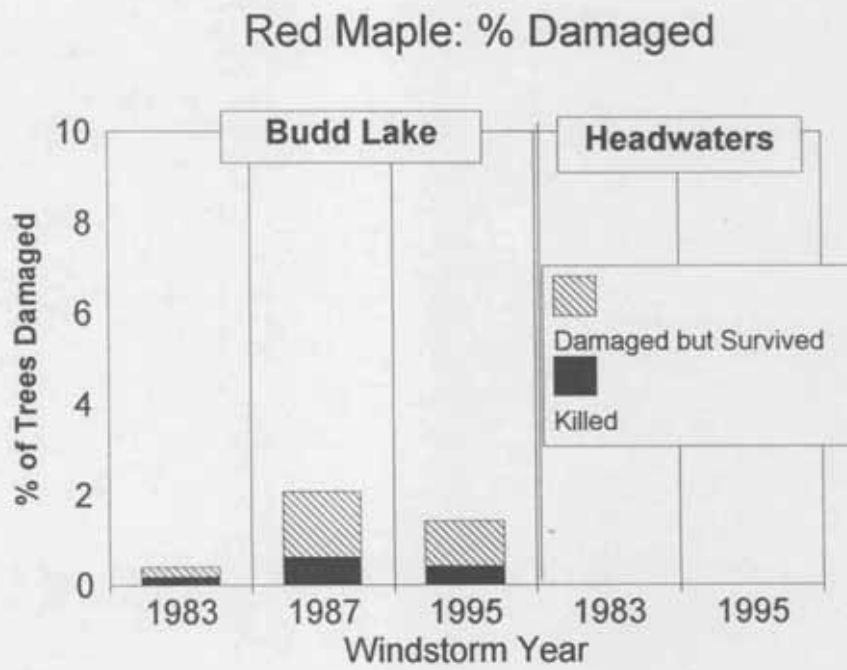 Red Maple: % Damaged
Budd Lake
Headwaters
% of Trees Damaged
10
8
6
4
2
0
Damaged but Survived
Killed
1983
1987
1995
1983
1995
Windstorm Year